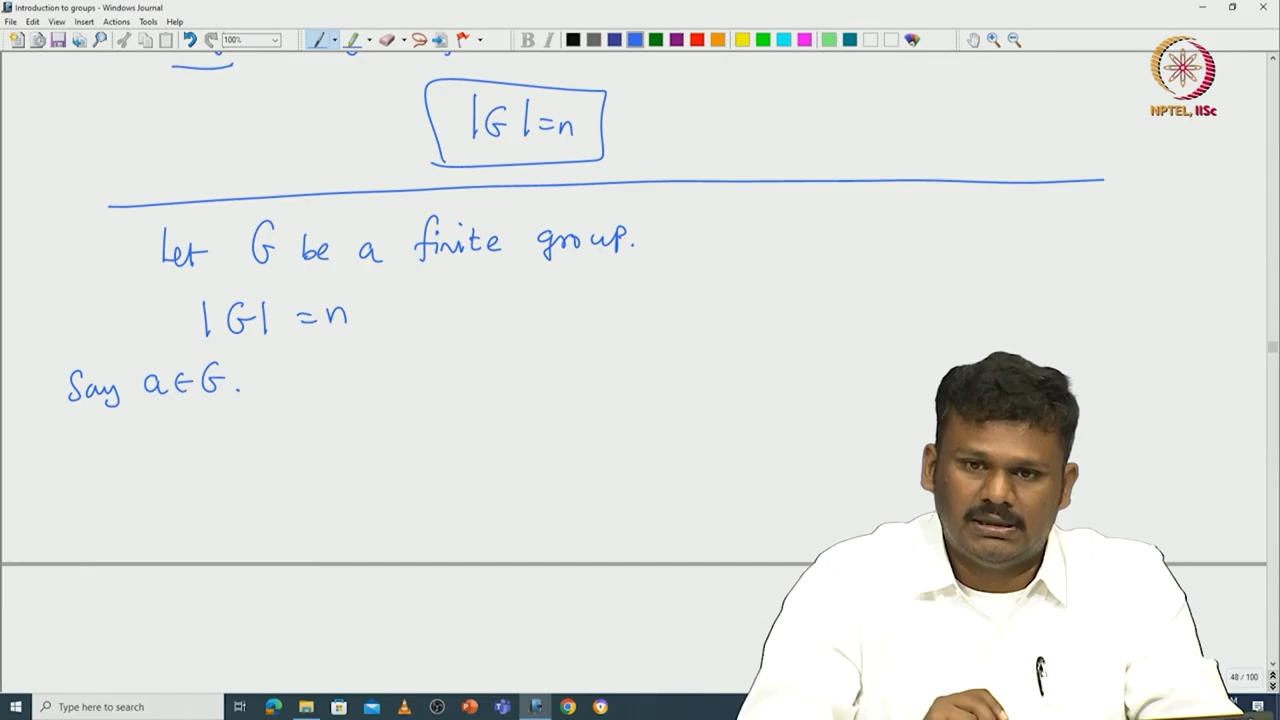 Introduction to groups - Windows Journal
File Edit View Insert Actions Tools Help
100%
B I
NPTEL, IISc
|G| = n
Let G be a finite group.
|G| = n
Say a ∈ G.
48 / 100
Type here to search